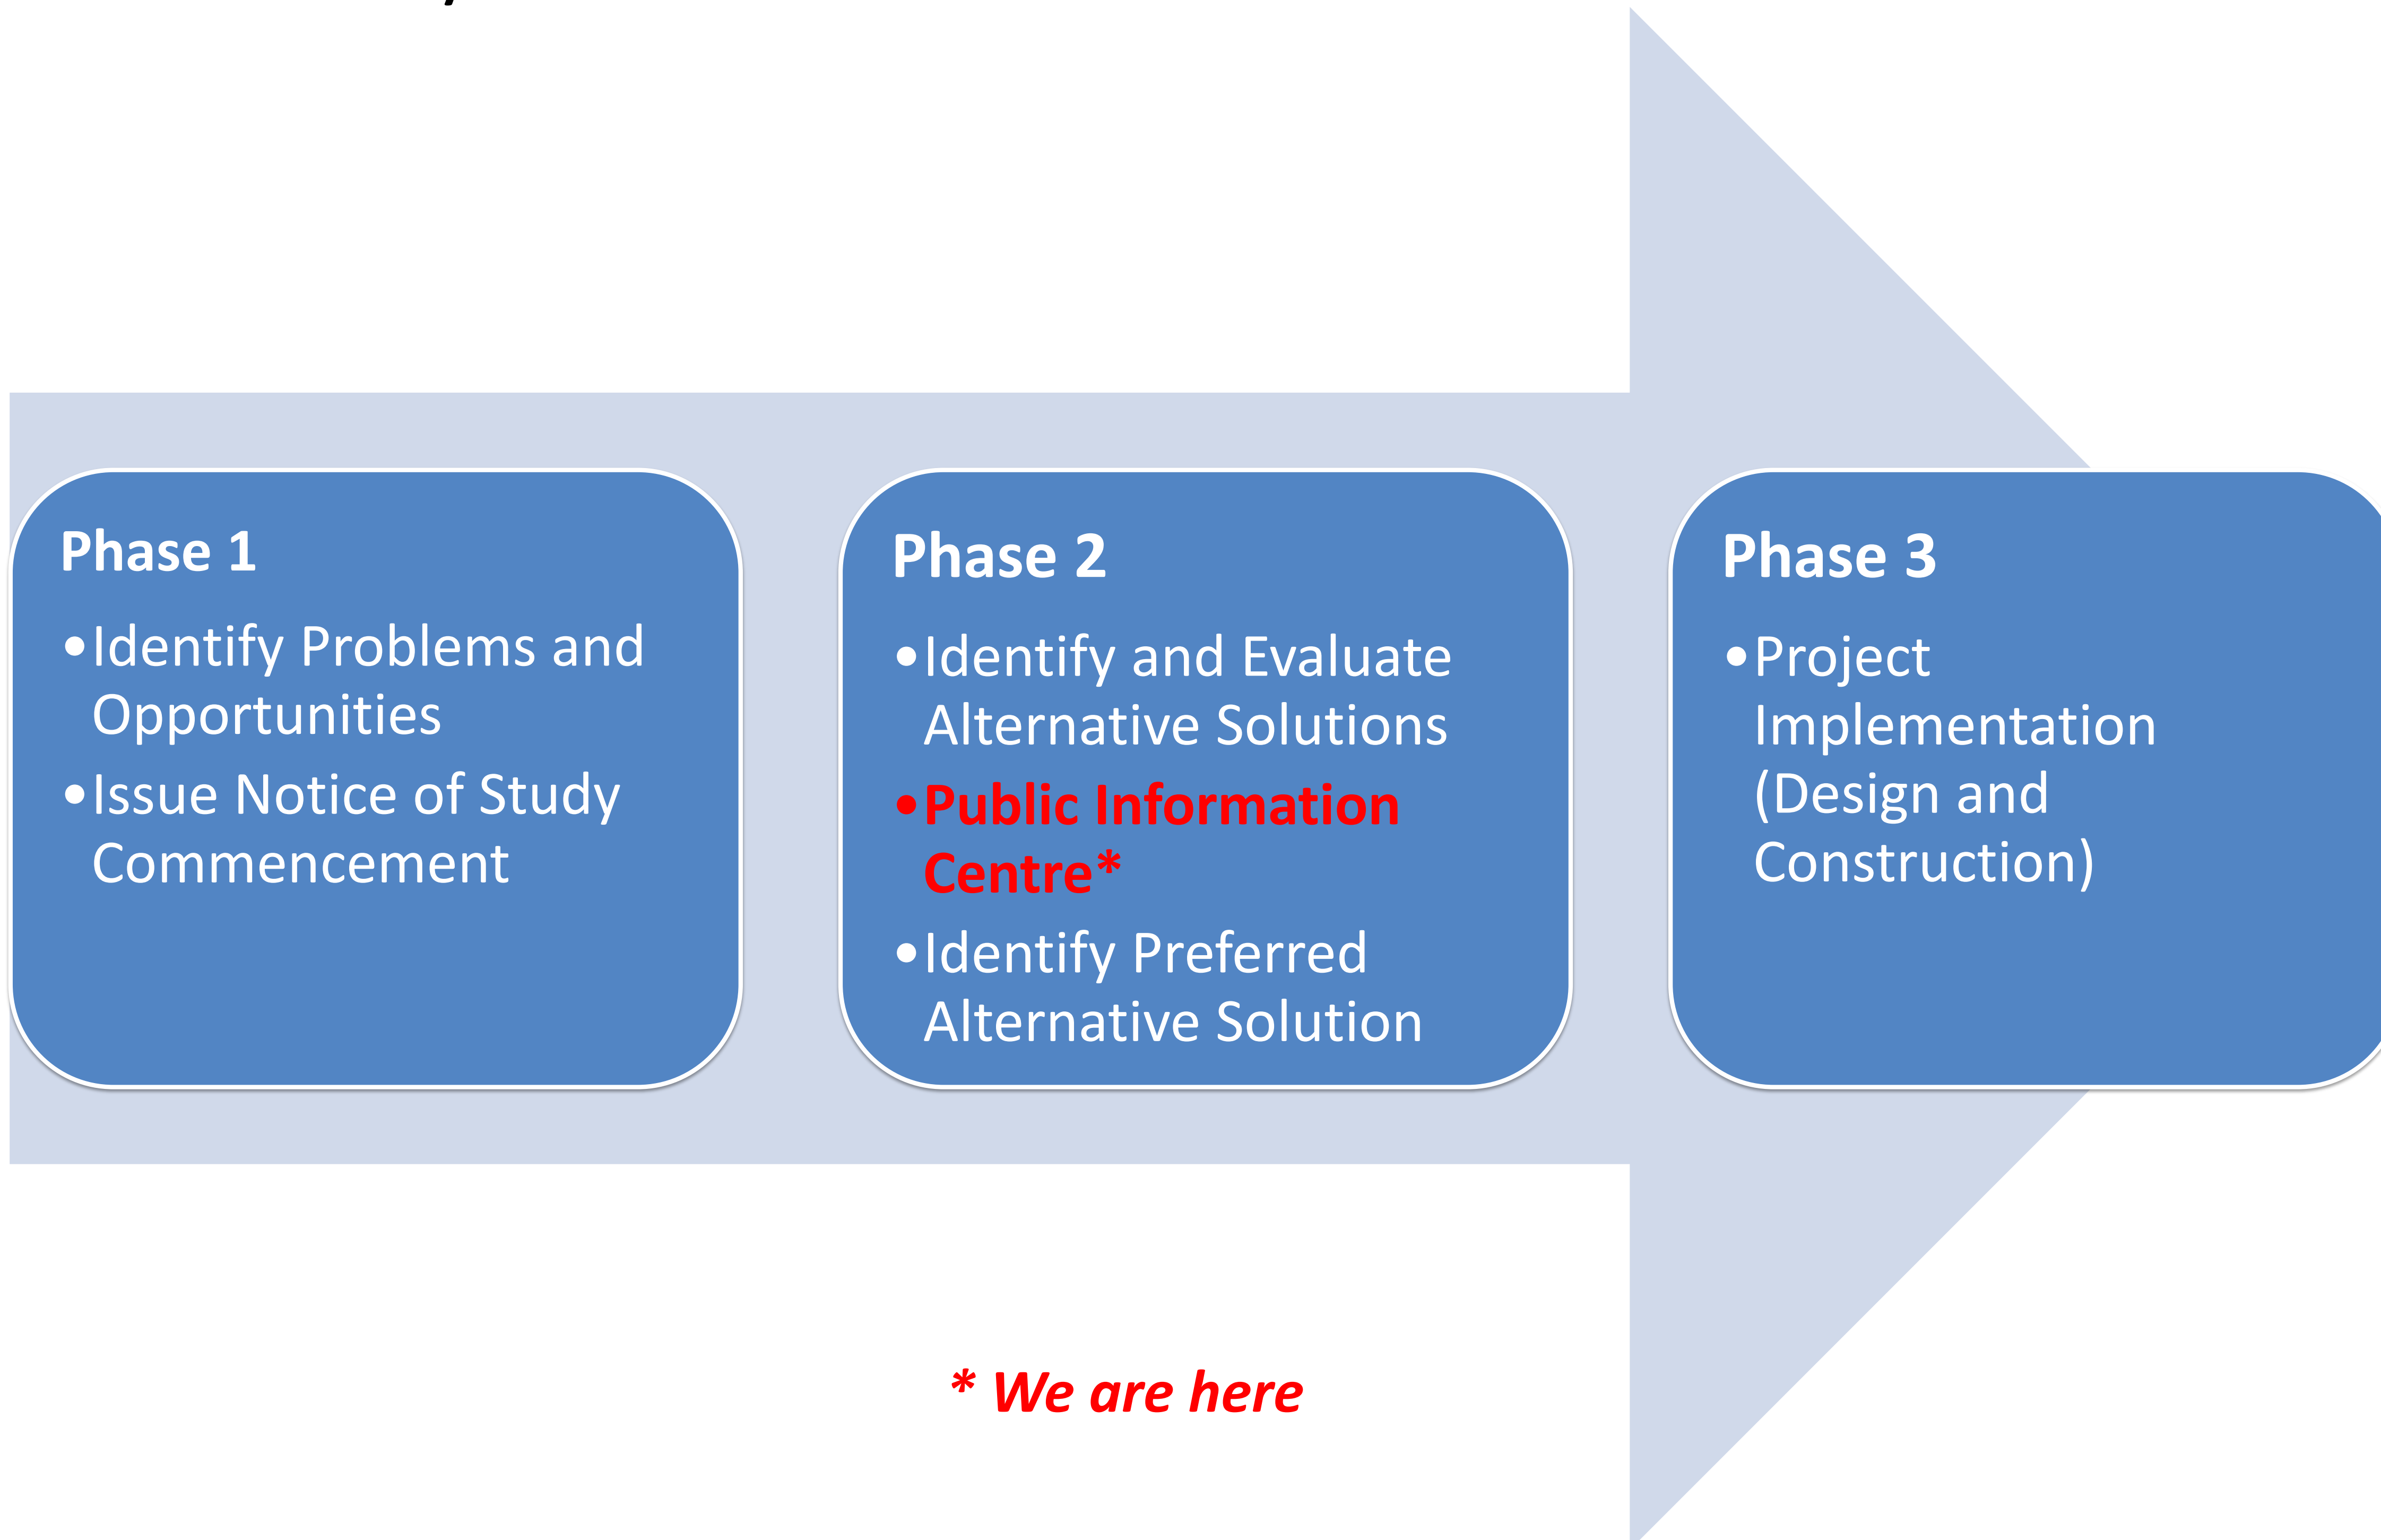 Phase 1
•Identify Problems and
Opportunities
•Issue Notice of Study
Commencement
Phase 2
•Identify and Evaluate
Alternative Solutions
•Public Information
Centre*
•Identify Preferred
Alternative Solution
Phase 3
•Project
Implementation
(Design and
Construction)
* We are here